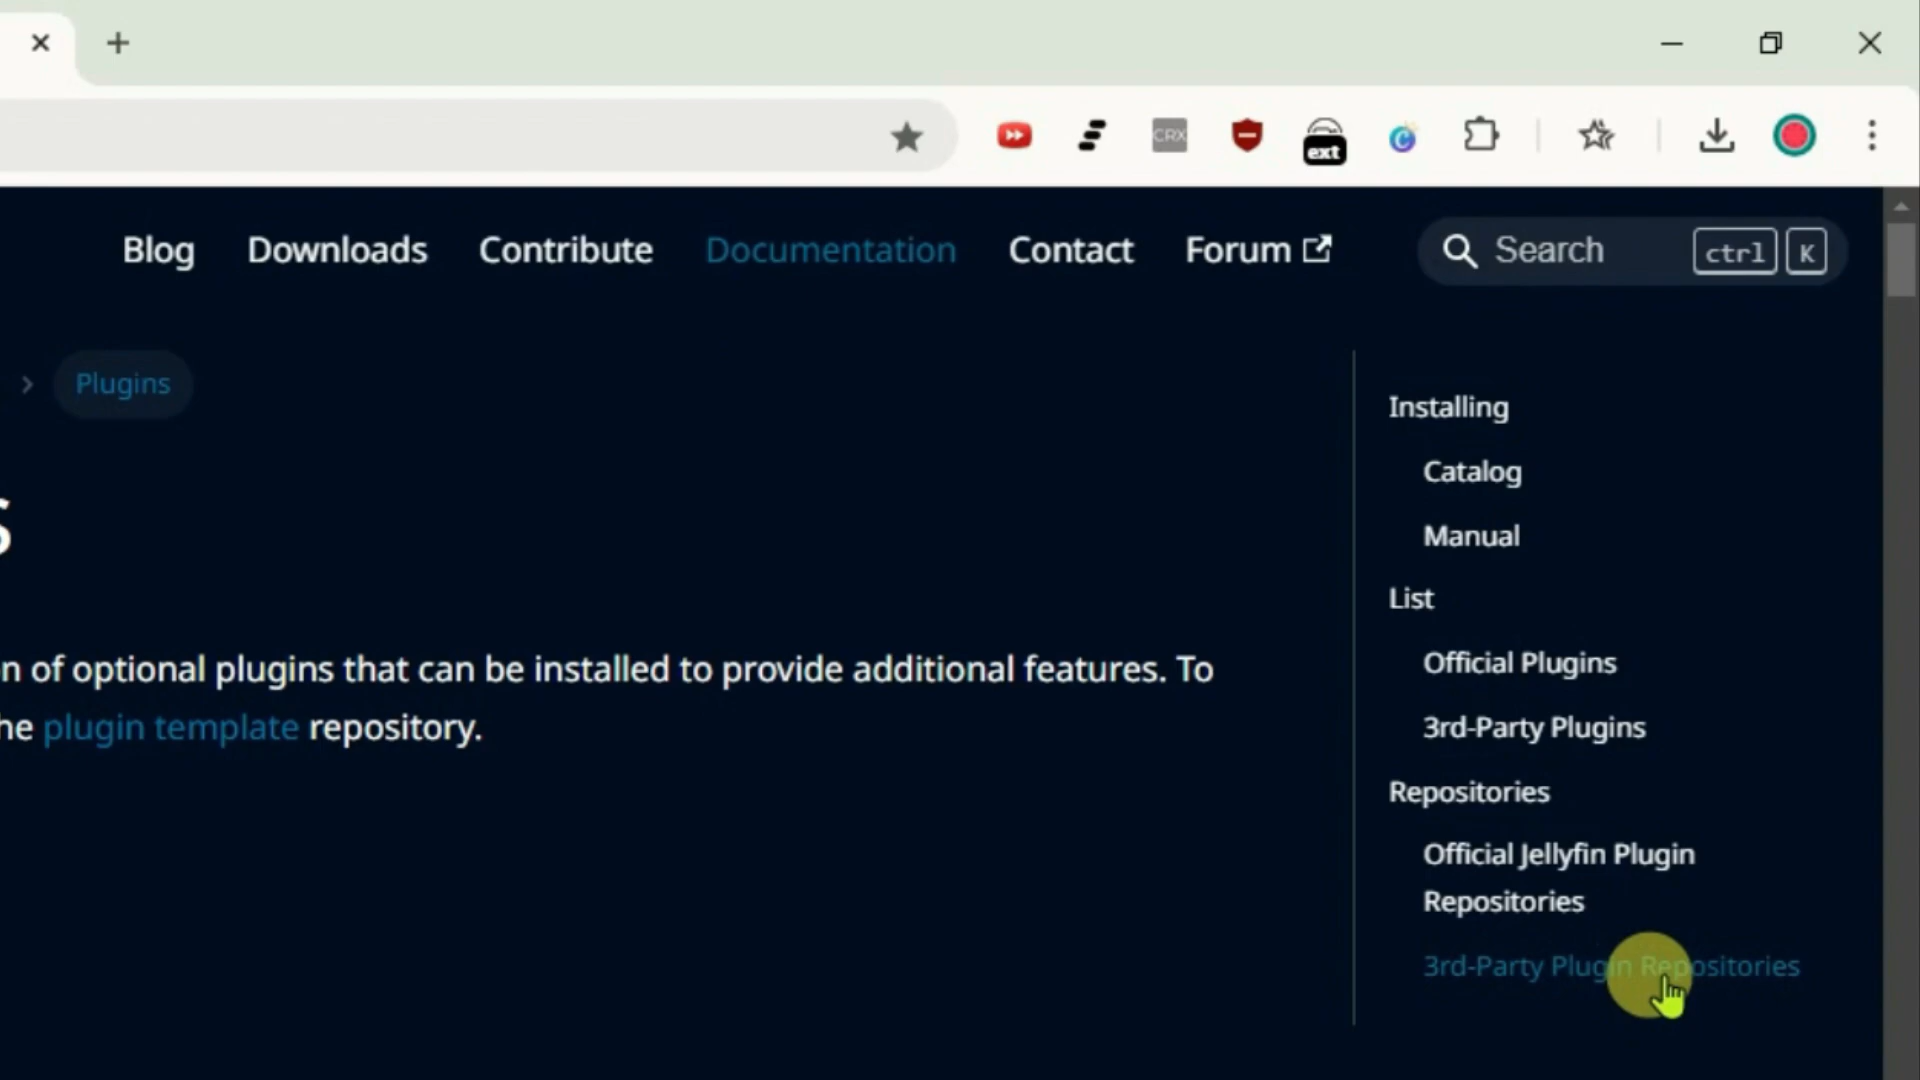 CRX
ext
Blog Downloads Contribute Documentation Contact Forum Search ctrl K
Plugins
s
n of optional plugins that can be installed to provide additional features. To
he plugin template repository.
Installing
Catalog
Manual
List
Official Plugins
3rd-Party Plugins
Repositories
Official Jellyfin Plugin
Repositories
3rd-Party Plugin Repositories